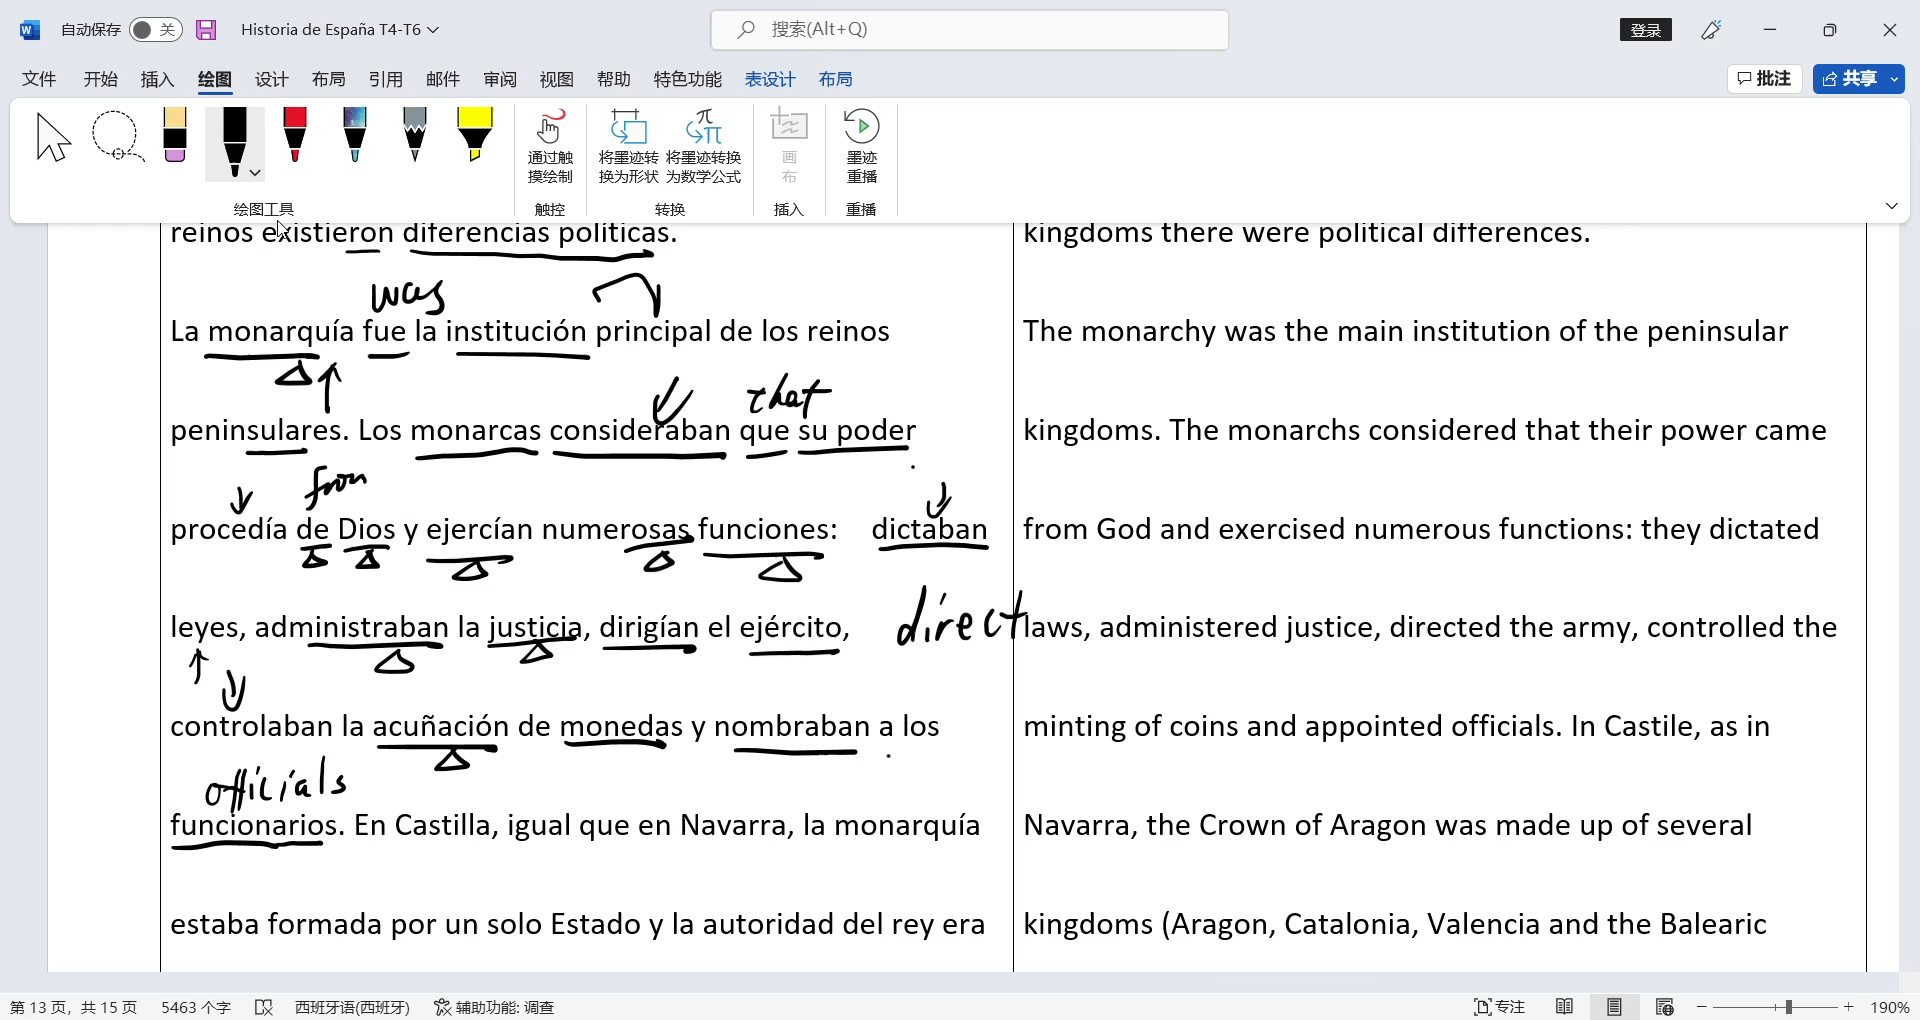 自动保存 关 Historia de España T4-T6 搜索(Alt+Q) 登录
文件 开始 插入 绘图 设计 布局 引用 邮件 审阅 视图 帮助 特色功能 表设计 布局 批注 共享
通过触摸绘制 将墨迹转换为形状 将墨迹转换为数学公式 画布 墨迹重播
绘图工具 触控 转换 插入 重播
reinos existieron diferencias políticas.
was
La monarquía fue la institución principal de los reinos
that
peninsulares. Los monarcas consideraban que su poder
from
procedía de Dios y ejercían numerosas funciones: dictaban
direct
leyes, administraban la justicia, dirigían el ejército,
controlaban la acuñación de monedas y nombraban a los
officials
funcionarios. En Castilla, igual que en Navarra, la monarquía
estaba formada por un solo Estado y la autoridad del rey era
kingdoms there were political differences.
The monarchy was the main institution of the peninsular
kingdoms. The monarchs considered that their power came
from God and exercised numerous functions: they dictated
laws, administered justice, directed the army, controlled the
minting of coins and appointed officials. In Castile, as in
Navarra, the Crown of Aragon was made up of several
kingdoms (Aragon, Catalonia, Valencia and the Balearic
第 13 页，共 15 页 5463 个字 西班牙语(西班牙) 辅助功能: 调查 专注 190%